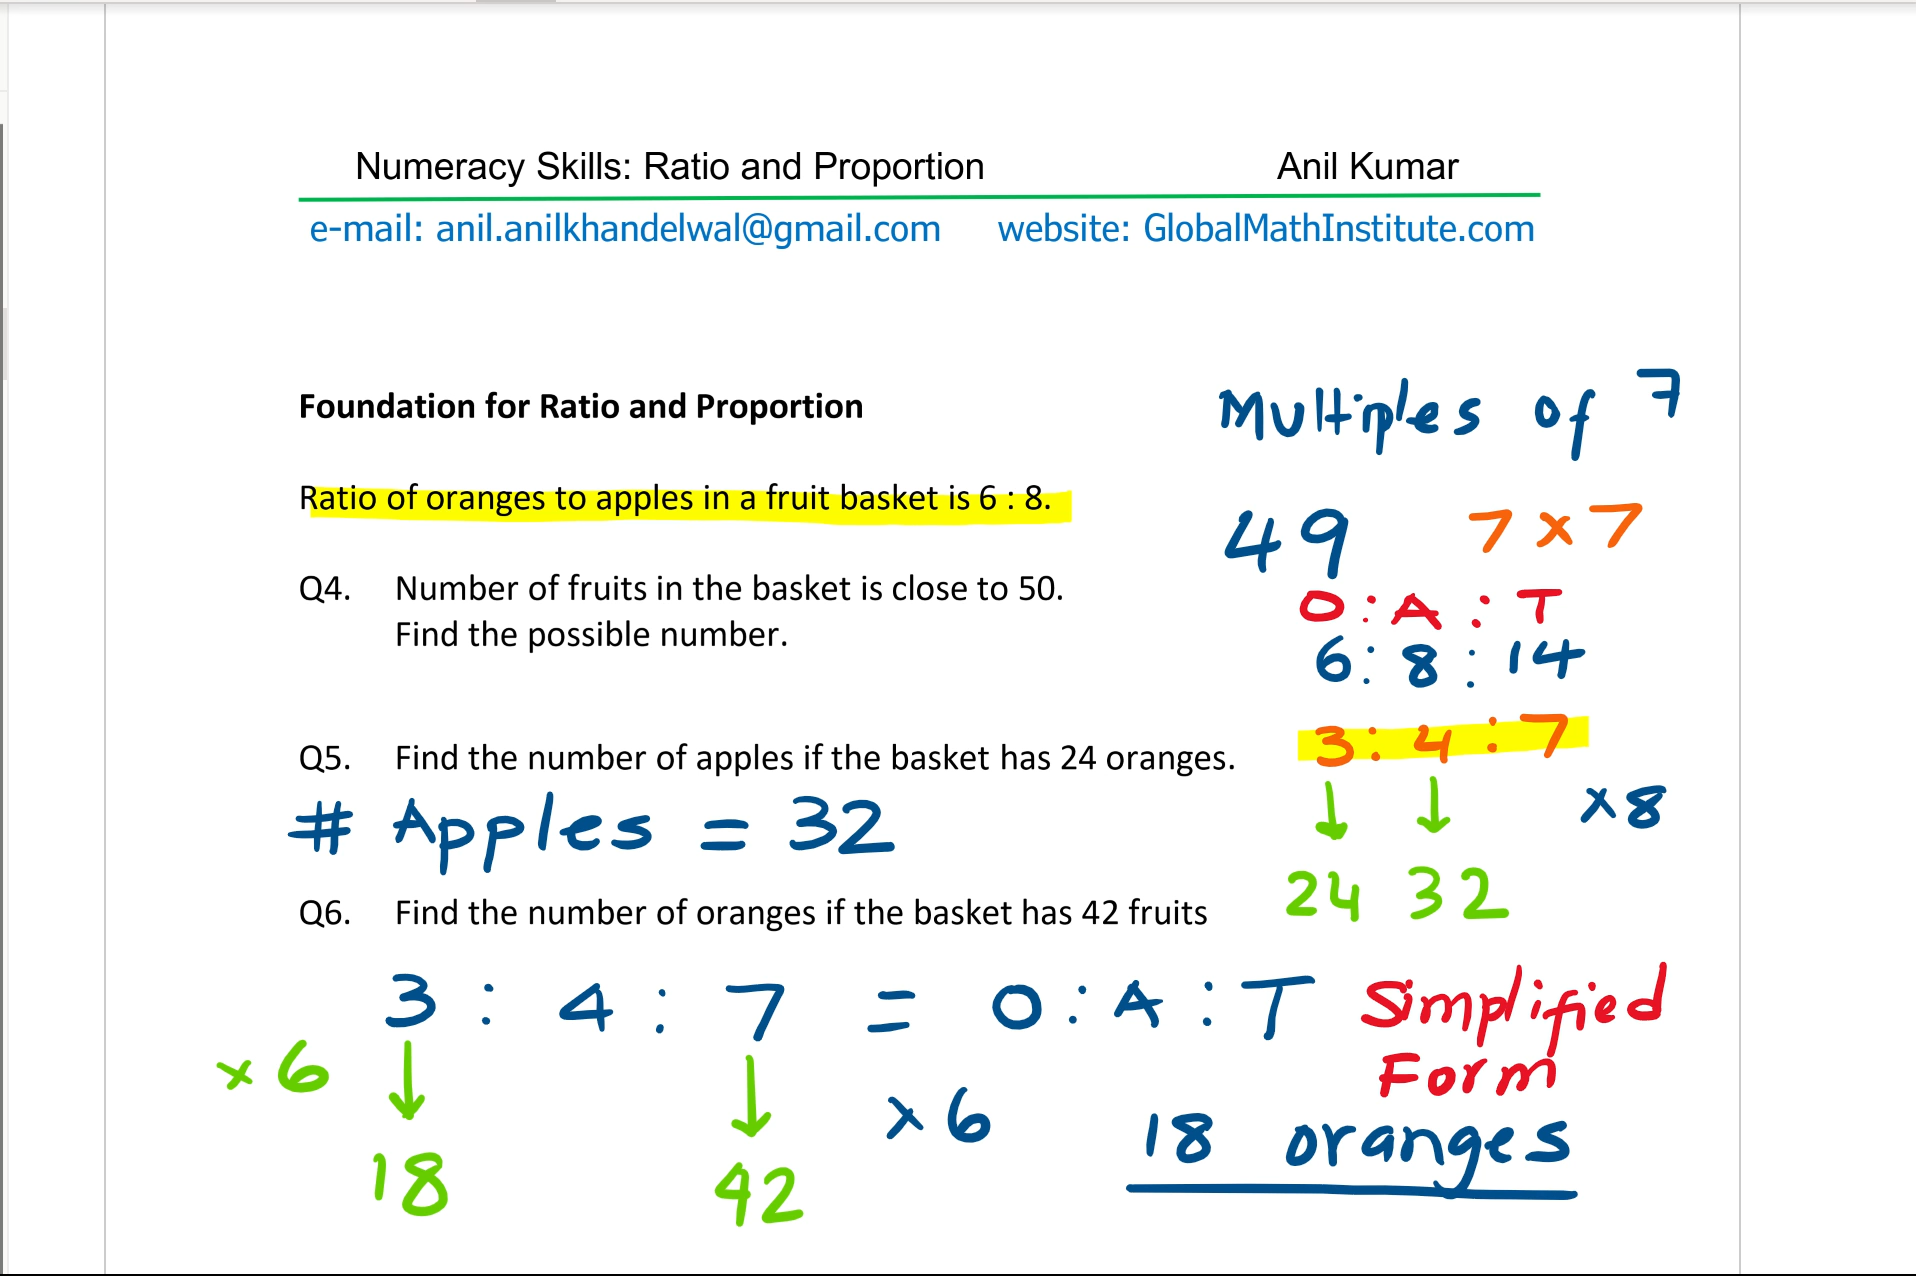 Numeracy Skills: Ratio and Proportion Anil Kumar
e-mail: anil.anilkhandelwal@gmail.com website: GlobalMathInstitute.com
Foundation for Ratio and Proportion
Multiples of 7
Ratio of oranges to apples in a fruit basket is 6 : 8.
49 7 x 7
Q4. Number of fruits in the basket is close to 50.
Find the possible number.
O : A : T
6 : 8 : 14
3 : 4 : 7
Q5. Find the number of apples if the basket has 24 oranges.
# Apples = 32
↓ ↓ x8
24 32
Q6. Find the number of oranges if the basket has 42 fruits
3 : 4 : 7 = O : A : T
Simplified
Form
x 6 ↓ ↓ x 6
18 42
18 oranges